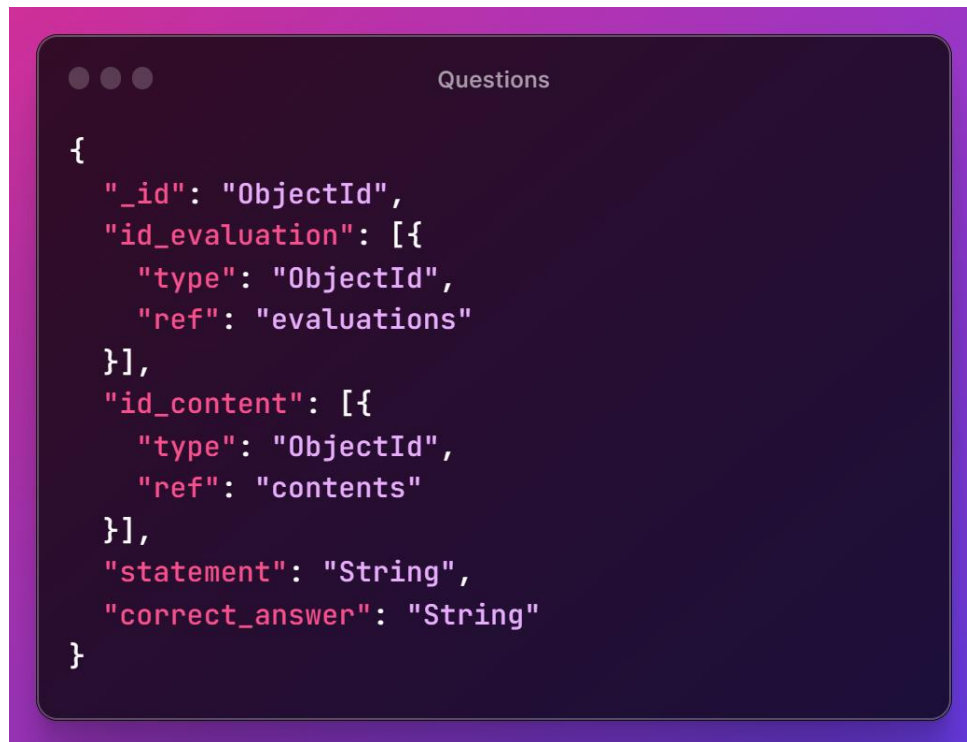 Questions
{
  "_id": "ObjectId",
  "id_evaluation": [{
    "type": "ObjectId",
    "ref": "evaluations"
  }],
  "id_content": [{
    "type": "ObjectId",
    "ref": "contents"
  }],
  "statement": "String",
  "correct_answer": "String"
}